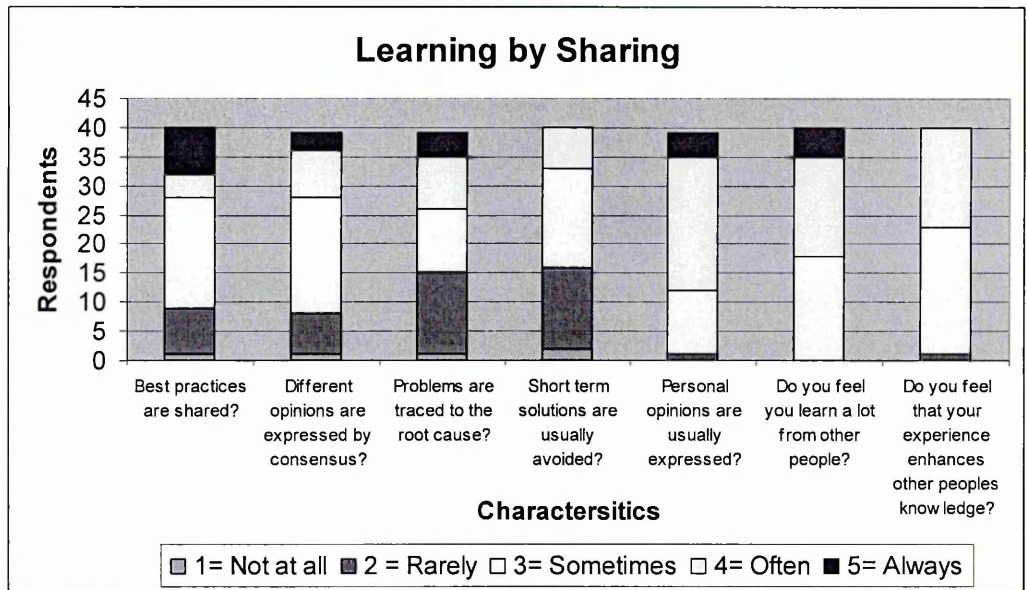 Learning by Sharing
Respondents
45
40
35
30
25
20
15
10
5
0
Best practices
are shared?
Different
opinions are
expressed by
consensus?
Problems are
traced to the
root cause?
Short term
solutions are
usually
avoided?
Personal
opinions are
usually
expressed?
Do you feel
you learn a lot
from other
people?
Do you feel
that your
experience
enhances
other peoples
know ledge?
Charactersitics
1= Not at all 2 = Rarely 3= Sometimes 4= Often 5= Always